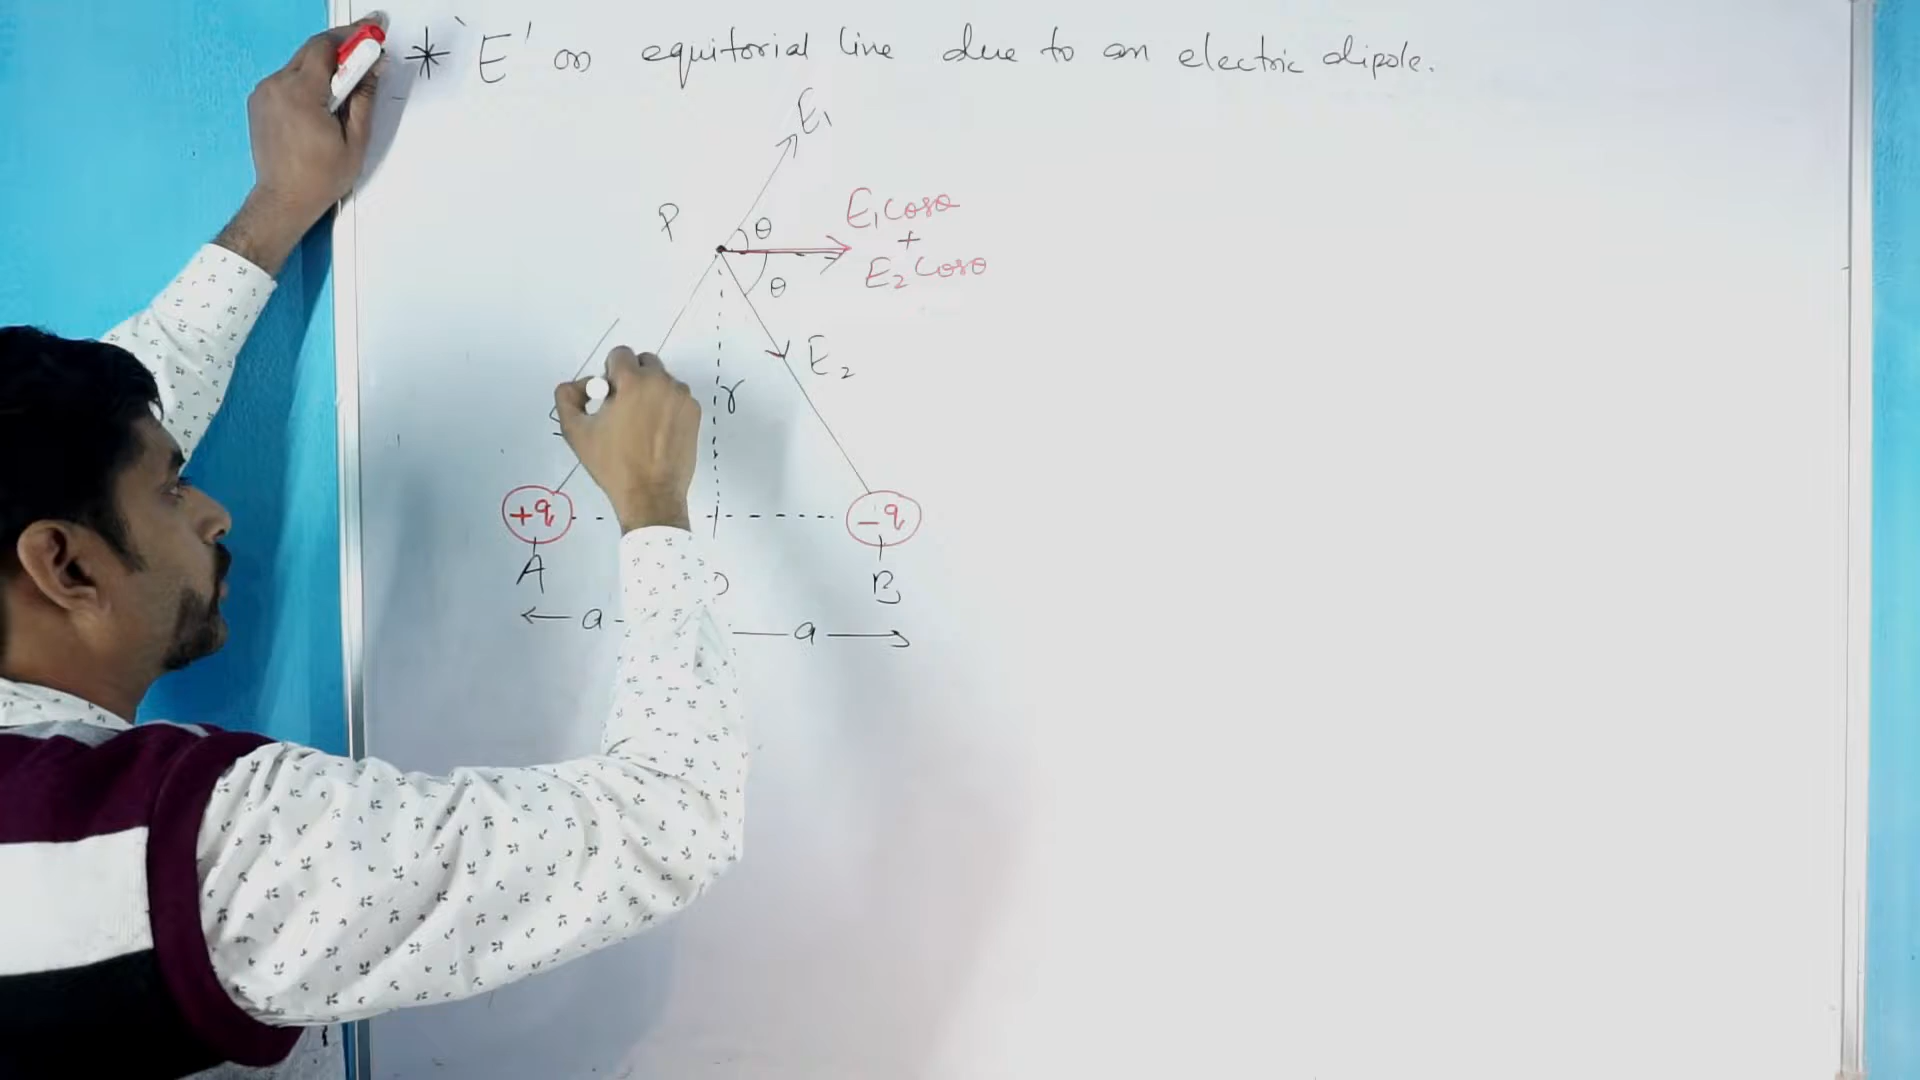 * 'E' on equitorial line due to an electric dipole.
E₁
P
θ
E₁cosθ
+
E₂cosθ
θ
E₂
r
+q
-q
A
B
a
a